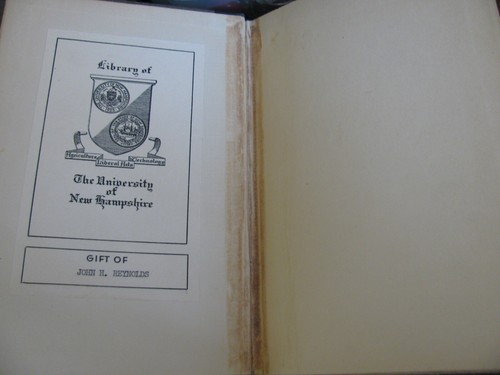 Library of
Agriculture
Liberal Arts
Technology
The University
of
New Hampshire
GIFT OF
JOHN H. REYNOLDS